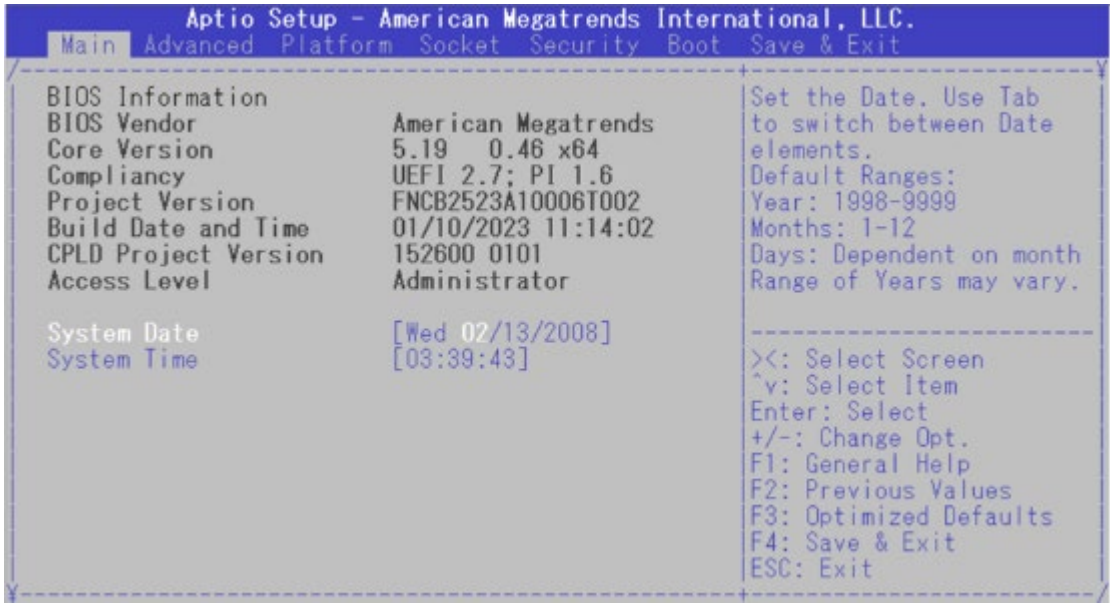 Aptio Setup - American Megatrends International, LLC.
Main Advanced Platform Socket Security Boot Save & Exit
BIOS Information
BIOS Vendor American Megatrends
Core Version 5.19 0.46 x64
Compliancy UEFI 2.7; PI 1.6
Project Version FNCB2523A10006T002
Build Date and Time 01/10/2023 11:14:02
CPLD Project Version 152600 0101
Access Level Administrator
System Date [Wed 02/13/2008]
System Time [03:39:43]
Set the Date. Use Tab
to switch between Date
elements.
Default Ranges:
Year: 1998-9999
Months: 1-12
Days: Dependent on month
Range of Years may vary.
><: Select Screen
^v: Select Item
Enter: Select
+/-: Change Opt.
F1: General Help
F2: Previous Values
F3: Optimized Defaults
F4: Save & Exit
ESC: Exit